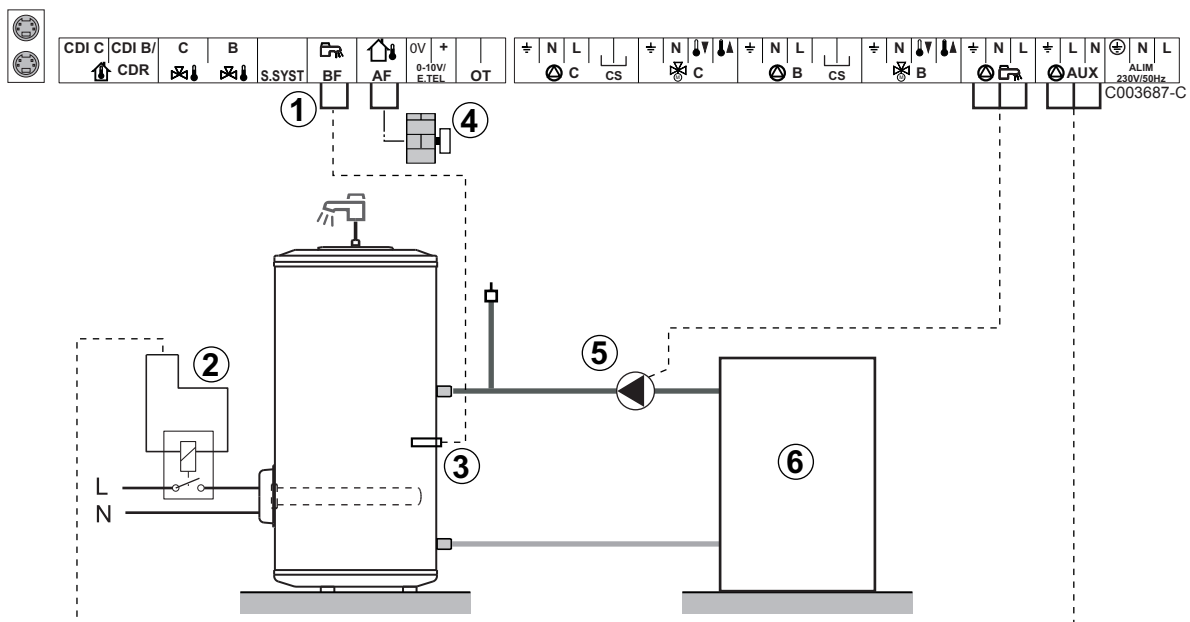 CDI C CDI B/ C B 0V + N L N N L N N L L N N L
CDR S.SYST BF AF 0-10V/ E.TEL OT C CS C B CS B AUX ALIM 230V/50Hz
C003687-C
1
4
2
5
3
6
L
N